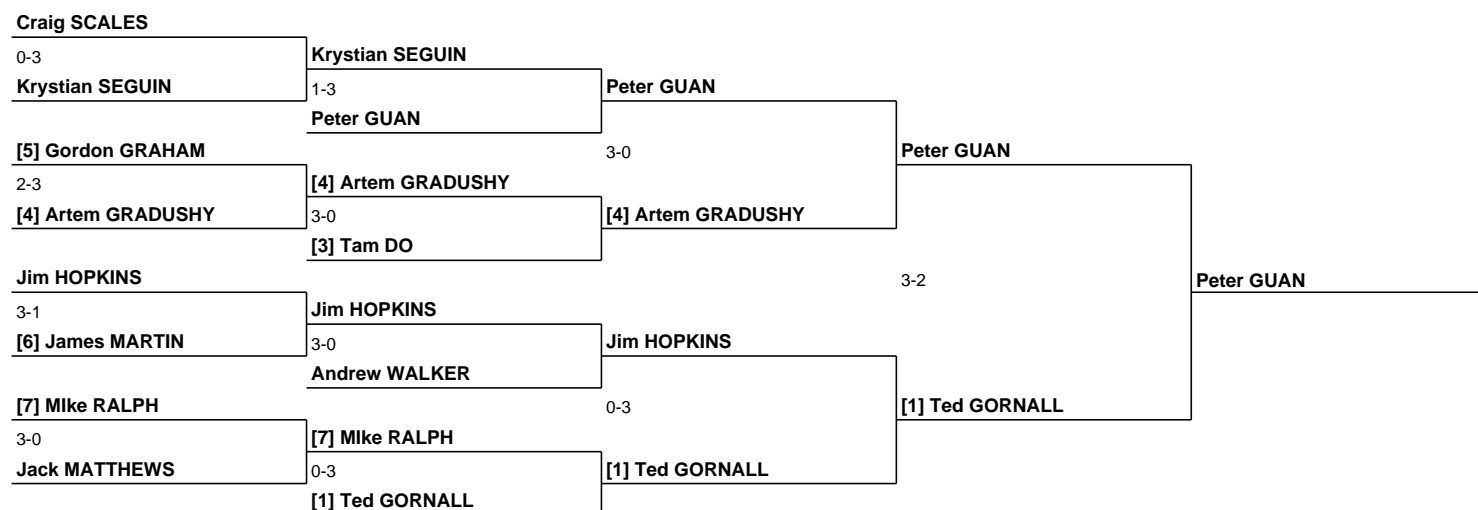 Craig SCALES
0-3
Krystian SEGUIN
Krystian SEGUIN
1-3
Peter GUAN
Peter GUAN
[5] Gordon GRAHAM
2-3
[4] Artem GRADUSHY
[4] Artem GRADUSHY
3-0
[3] Tam DO
3-0
[4] Artem GRADUSHY
Peter GUAN
Jim HOPKINS
3-1
[6] James MARTIN
Jim HOPKINS
3-0
Andrew WALKER
Jim HOPKINS
3-2
Peter GUAN
[7] MIke RALPH
3-0
Jack MATTHEWS
[7] MIke RALPH
0-3
[1] Ted GORNALL
0-3
[1] Ted GORNALL
[1] Ted GORNALL